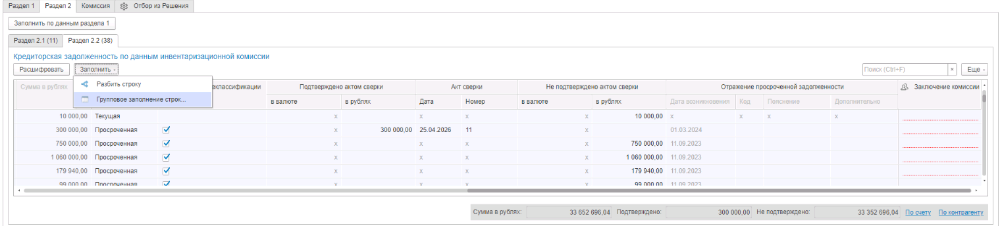 Раздел 1 Раздел 2 Комиссия Отбор из Решения
Заполнить по данным раздела 1
Раздел 2.1 (11) Раздел 2.2 (38)
Кредиторская задолженность по данным инвентаризационной комиссии
Расшифровать Заполнить Поиск (Ctrl+F) × Еще
Разбить строку
Групповое заполнение строк...
Сумма в рублях еклассификации Подтверждено актом сверки Акт сверки Не подтверждено актом сверки Отражение просроченной задолженности Заключение комиссии
в валюте в рублях Дата Номер в валюте в рублях Дата возникновения Код Пояснение Дополнительно
10 000,00 Текущая x x x x 10 000,00 x x x x
300 000,00 Просроченная x 300 000,00 25.04.2026 11 x 01.03.2024
750 000,00 Просроченная x x x x 750 000,00 11.09.2023
1 060 000,00 Просроченная x x x x 1 060 000,00 11.09.2023
179 940,00 Просроченная x x x x 179 940,00 11.09.2023
99 000,00 Просроченная x x x x 99 000,00 11.09.2023
Сумма в рублях: 33 652 696,04 Подтверждено: 300 000,00 Не подтверждено: 33 352 696,04 По счету По контрагенту